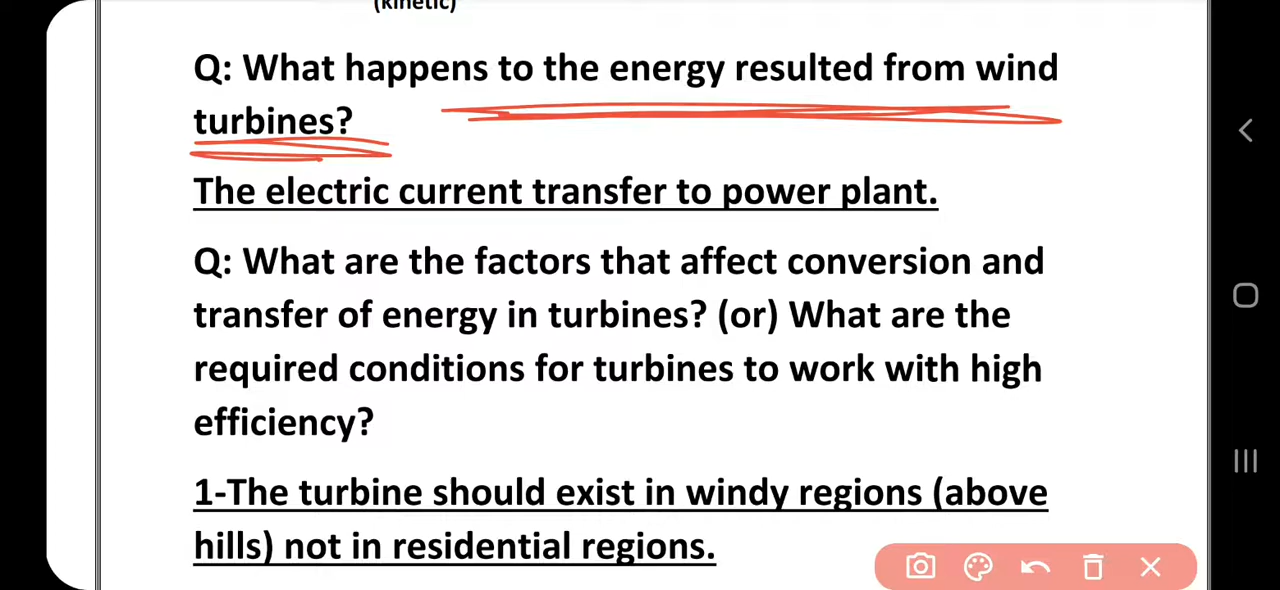 (kinetic)
Q: What happens to the energy resulted from wind
turbines?
The electric current transfer to power plant.
Q: What are the factors that affect conversion and
transfer of energy in turbines? (or) What are the
required conditions for turbines to work with high
efficiency?
1-The turbine should exist in windy regions (above
hills) not in residential regions.